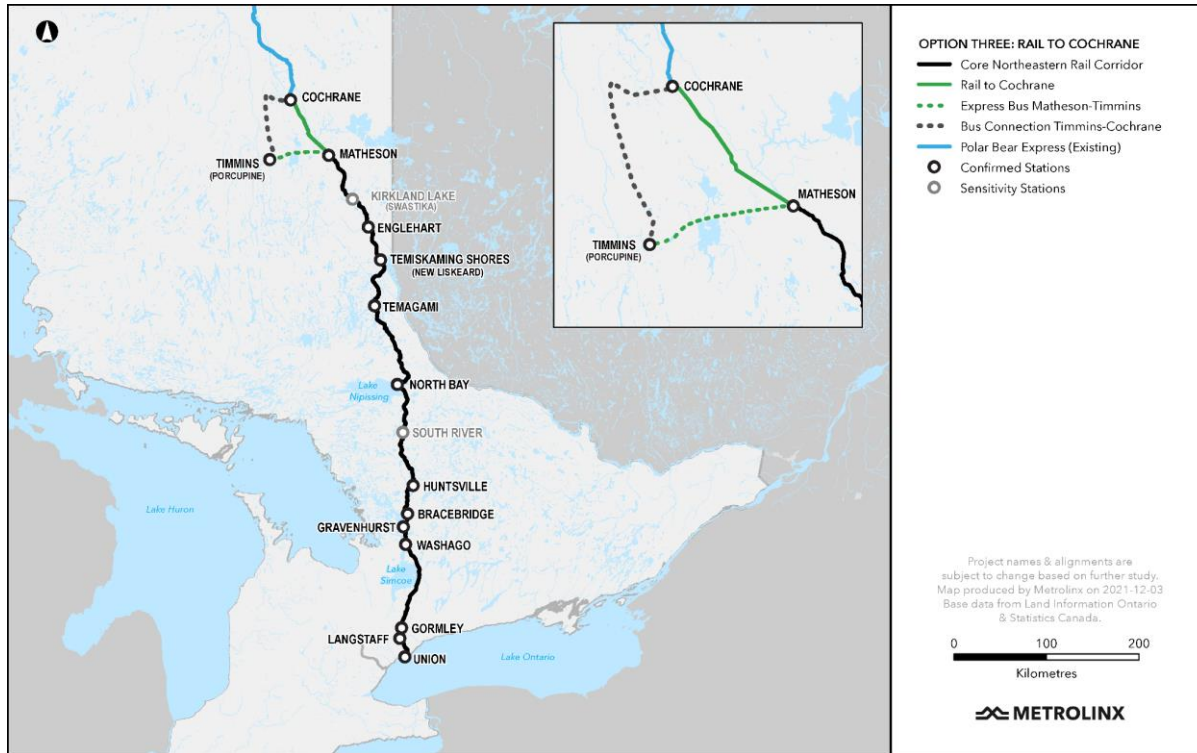 COCHRANE
TIMMINS
(PORCUPINE)
MATHESON
KIRKLAND LAKE
(SWASTIKA)
ENGLEHART
TEMISKAMING SHORES
(NEW LISKEARD)
TEMAGAMI
Lake
Nipissing
NORTH BAY
SOUTH RIVER
HUNTSVILLE
Lake Huron
BRACEBRIDGE
GRAVENHURST
WASHAGO
Lake
Simcoe
GORMLEY
LANGSTAFF
UNION
Lake Ontario
COCHRANE
MATHESON
TIMMINS
(PORCUPINE)
OPTION THREE: RAIL TO COCHRANE
Core Northeastern Rail Corridor
Rail to Cochrane
Express Bus Matheson-Timmins
Bus Connection Timmins-Cochrane
Polar Bear Express (Existing)
Confirmed Stations
Sensitivity Stations
Project names & alignments are
subject to change based on further study.
Map produced by Metrolinx on 2021-12-03
Base data from Land Information Ontario
& Statistics Canada.
0 100 200
Kilometres
METROLINX